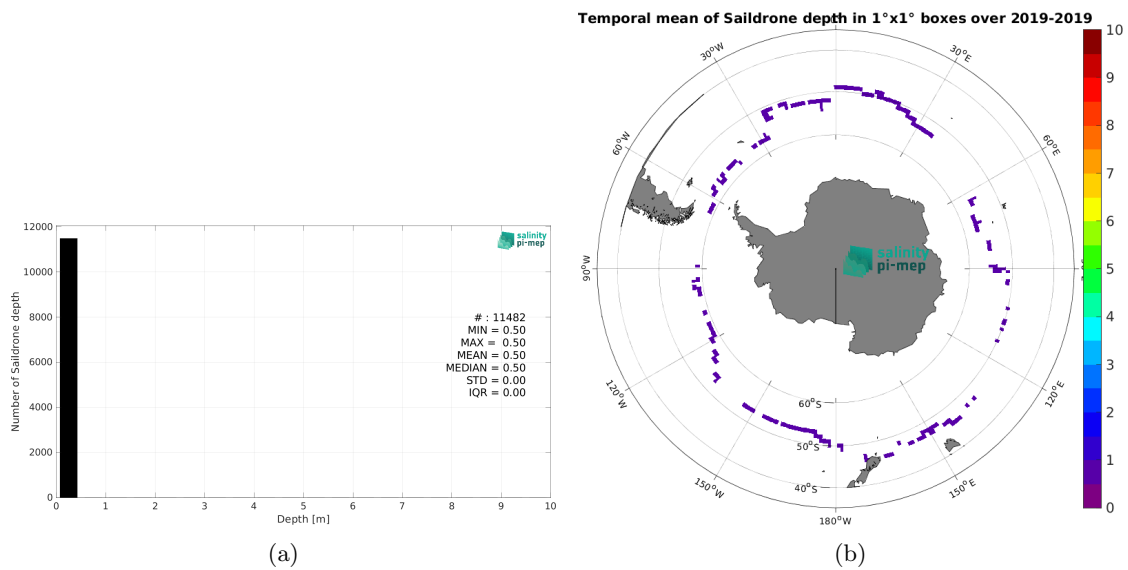 Temporal mean of Saildrone depth in 1°x1° boxes over 2019-2019
12000
10000
8000
6000
4000
2000
0
Number of Saildrone depth
salinity
pi-mep
# : 11482
MIN = 0.50
MAX = 0.50
MEAN = 0.50
MEDIAN = 0.50
STD = 0.00
IQR = 0.00
0 1 2 3 4 5 6 7 8 9 10
Depth [m]
(a)
30°W
30°E
60°W
60°E
90°W
120°W
120°E
150°W
150°E
180°W
60°S
50°S
40°S
salinity
pi-mep
10
9
8
7
6
5
4
3
2
1
0
(b)